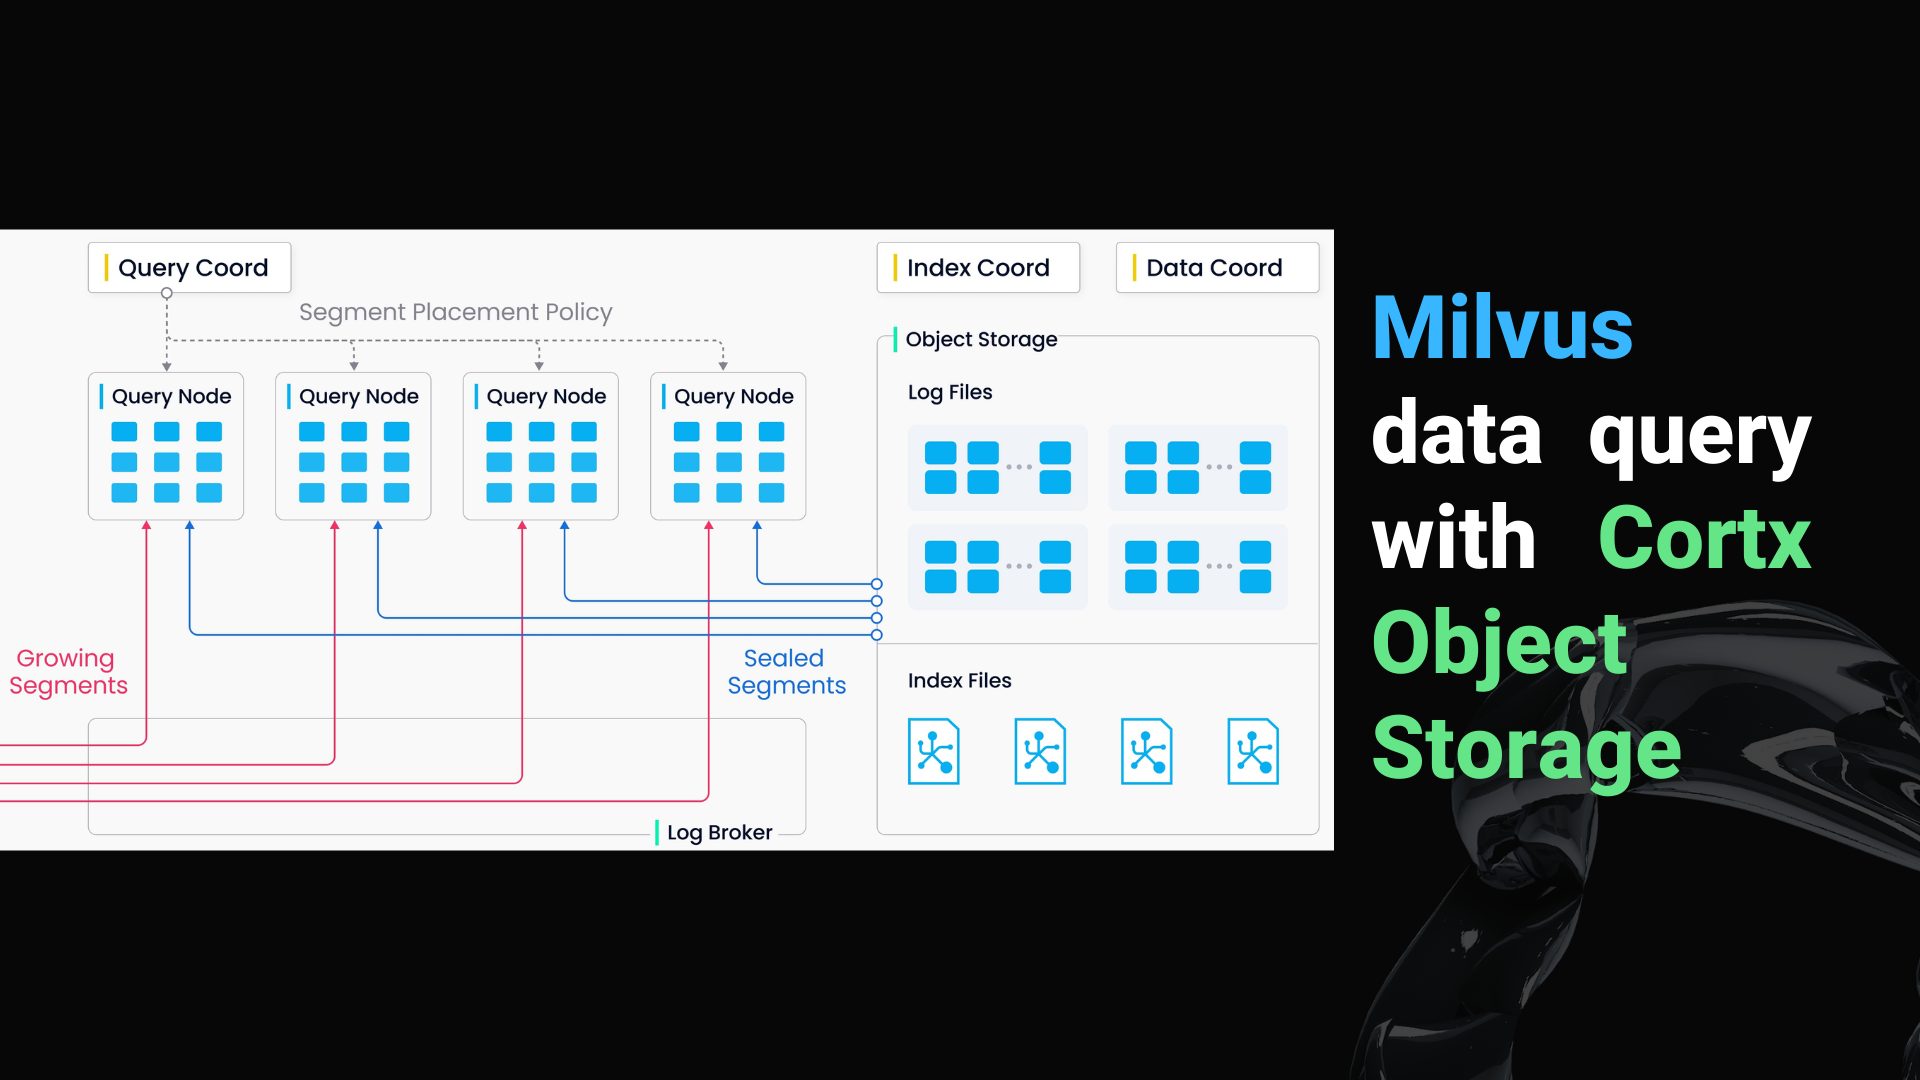 Query Coord
Index Coord
Data Coord
Segment Placement Policy
Object Storage
Query Node
Query Node
Query Node
Query Node
Log Files
Growing
Segments
Sealed
Segments
Index Files
Log Broker
Milvus
data query
with Cortx
Object
Storage